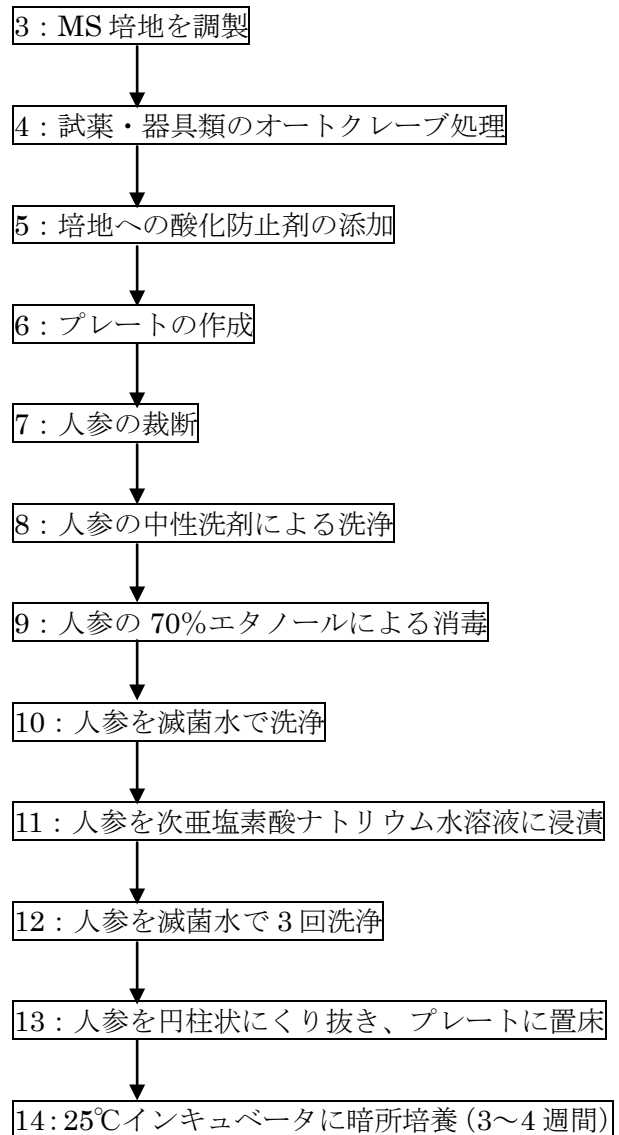 3：MS 培地を調製
4：試薬・器具類のオートクレーブ処理
5：培地への酸化防止剤の添加
6：プレートの作成
7：人参の裁断
8：人参の中性洗剤による洗浄
9：人参の 70%エタノールによる消毒
10：人参を滅菌水で洗浄
11：人参を次亜塩素酸ナトリウム水溶液に浸漬
12：人参を滅菌水で 3 回洗浄
13：人参を円柱状にくり抜き、プレートに置床
14：25℃インキュベータに暗所培養（3～4 週間）